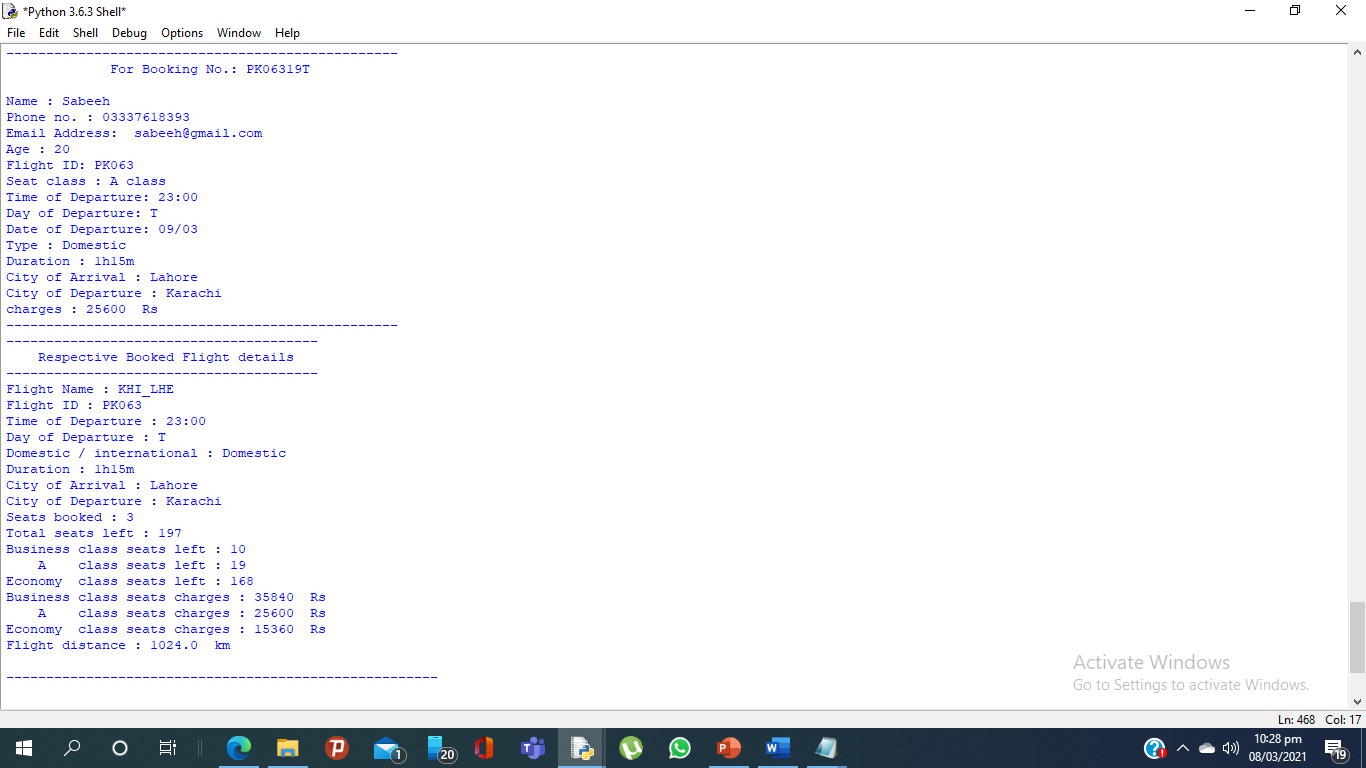 *Python 3.6.3 Shell*
File Edit Shell Debug Options Window Help
-------------------------------------------------
For Booking No.: PK06319T
Name : Sabeeh
Phone no. : 03337618393
Email Address:  sabeeh@gmail.com
Age : 20
Flight ID: PK063
Seat class : A class
Time of Departure: 23:00
Day of Departure: T
Date of Departure: 09/03
Type : Domestic
Duration : 1h15m
City of Arrival : Lahore
City of Departure : Karachi
charges : 25600  Rs
-------------------------------------------------
---------------------------------------
Respective Booked Flight details
---------------------------------------
Flight Name : KHI_LHE
Flight ID : PK063
Time of Departure : 23:00
Day of Departure : T
Domestic / international : Domestic
Duration : 1h15m
City of Arrival : Lahore
City of Departure : Karachi
Seats booked : 3
Total seats left : 197
Business class seats left : 10
    A    class seats left : 19
Economy  class seats left : 168
Business class seats charges : 35840  Rs
    A    class seats charges : 25600  Rs
Economy  class seats charges : 15360  Rs
Flight distance : 1024.0  km
------------------------------------------------------
Activate Windows
Go to Settings to activate Windows.
Ln: 468 Col: 17
1
20
10:28 pm
08/03/2021
19